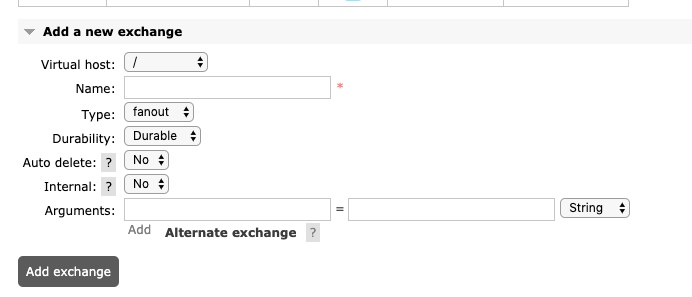 Add a new exchange
Virtual host: /
Name: *
Type: fanout
Durability: Durable
Auto delete: ? No
Internal: ? No
Arguments: = String
Add Alternate exchange ?
Add exchange